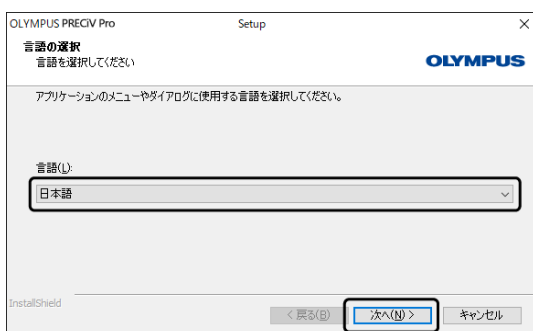 OLYMPUS PRECiV Pro Setup
言語の選択
言語を選択してください
OLYMPUS
アプリケーションのメニューやダイアログに使用する言語を選択してください。
言語(L):
日本語
InstallShield
< 戻る(B) 次へ(N) > キャンセル